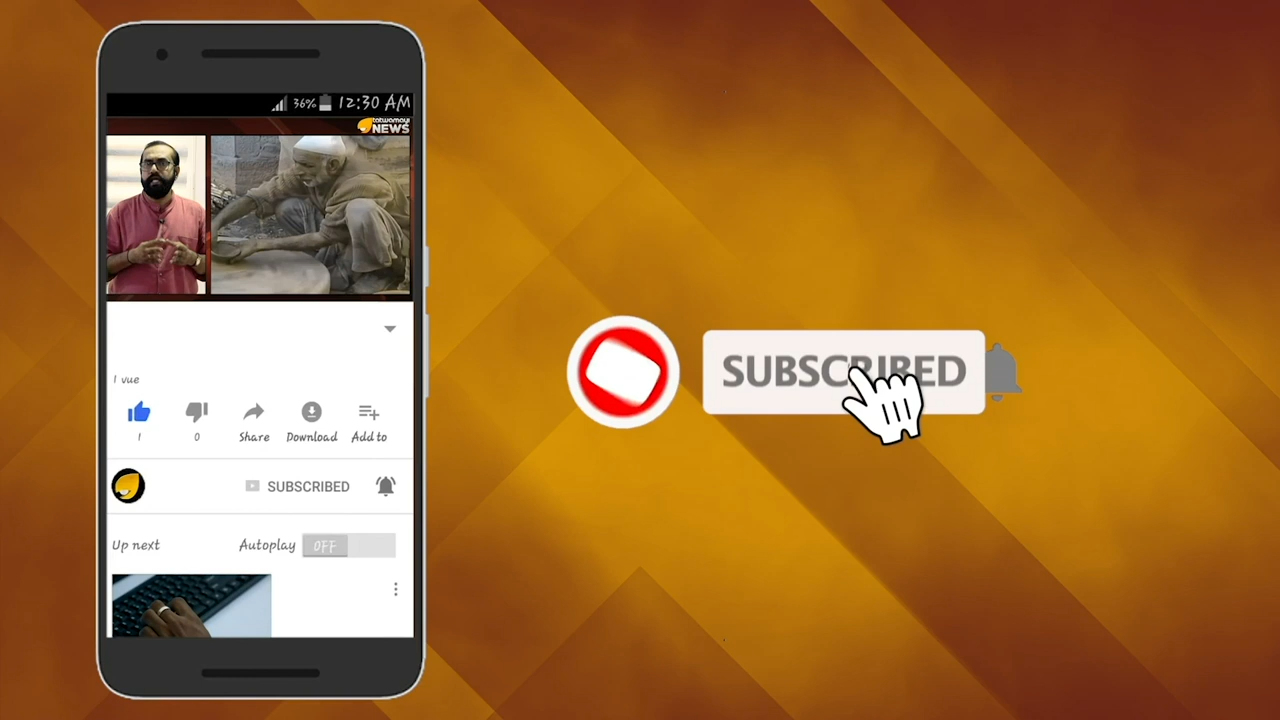 36% 12:30 AM
tatwamayi
NEWS
1 vue
1
0
Share
Download
Add to
SUBSCRIBED
Up next
Autoplay
OFF
SUBSCRIBED